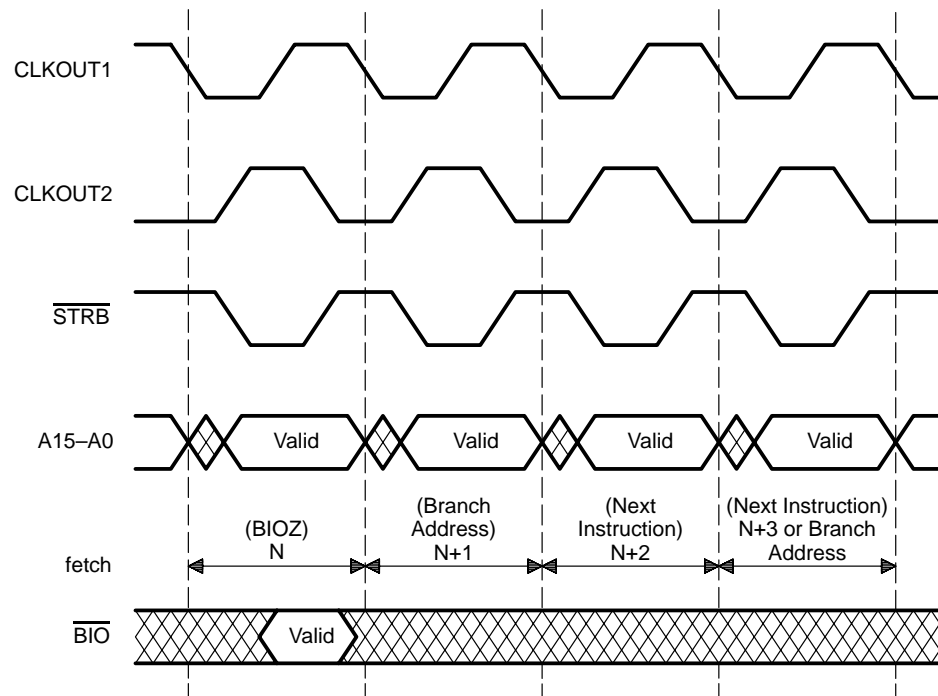 CLKOUT1
CLKOUT2
STRB
A15–A0
Valid
Valid
Valid
Valid
fetch
(BIOZ)
N
(Branch
Address)
N+1
(Next
Instruction)
N+2
(Next Instruction)
N+3 or Branch
Address
BIO
Valid